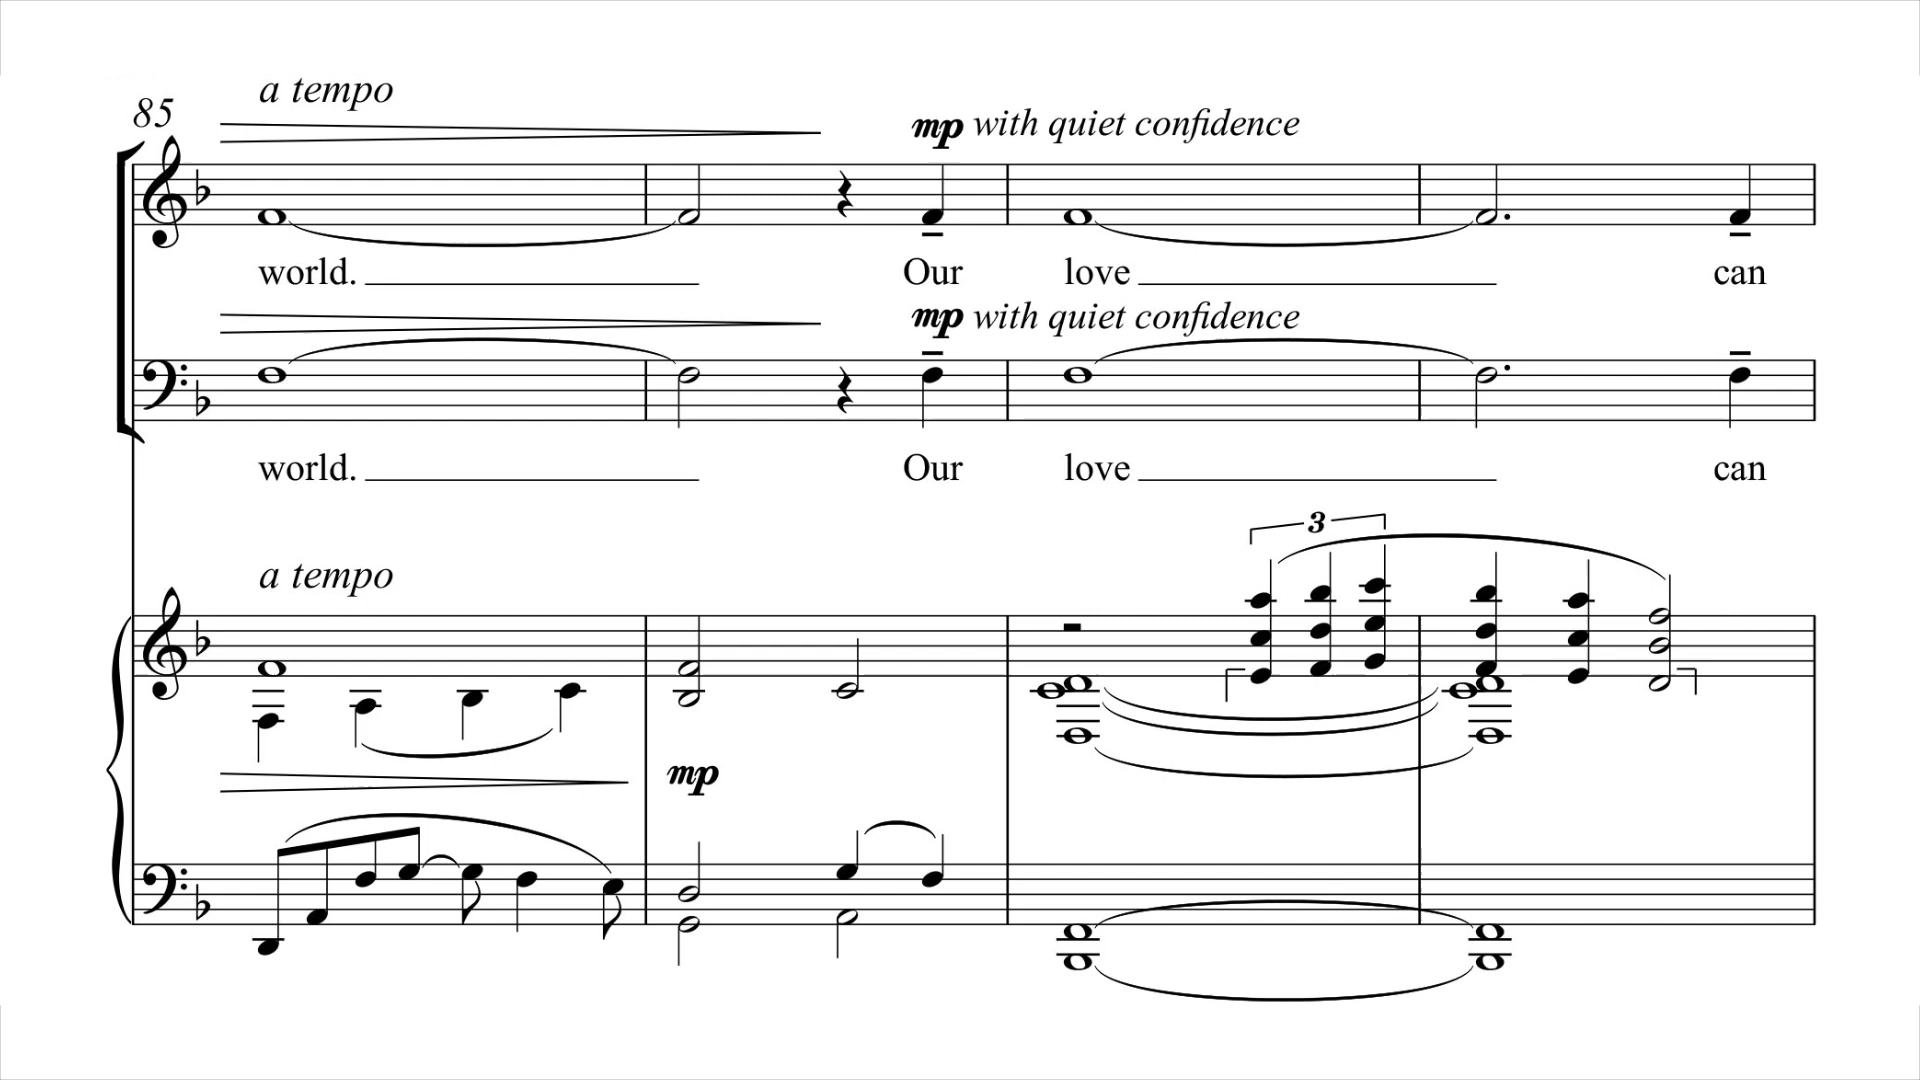 a tempo
85
mp with quiet confidence
world. Our love can
mp with quiet confidence
world. Our love can
3
a tempo
mp